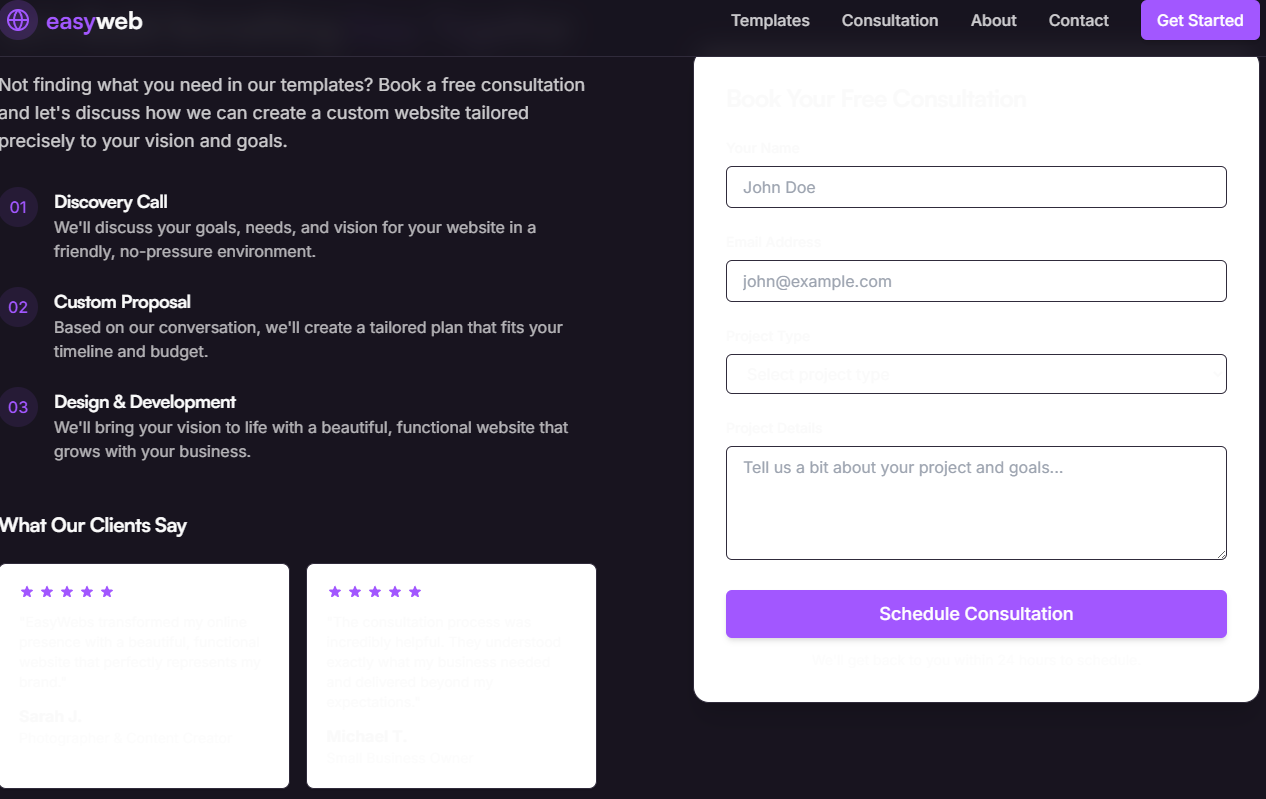 easyweb
Templates
Consultation
About
Contact
Get Started
Not finding what you need in our templates? Book a free consultation
and let's discuss how we can create a custom website tailored
precisely to your vision and goals.
01
Discovery Call
We'll discuss your goals, needs, and vision for your website in a
friendly, no-pressure environment.
02
Custom Proposal
Based on our conversation, we'll create a tailored plan that fits your
timeline and budget.
03
Design & Development
We'll bring your vision to life with a beautiful, functional website that
grows with your business.
What Our Clients Say
"EasyWeb transformed my online
presence with a beautiful, functional
website that perfectly represents my
brand."
Sarah J.
"The consultation process was
incredibly helpful. They understood
exactly what my business needed
and delivered beyond my
expectations."
Michael T.
Book Your Free Consultation
Your Name
John Doe
Email Address
john@example.com
Project Type
Select project type
Project Details
Tell us a bit about your project and goals...
Schedule Consultation